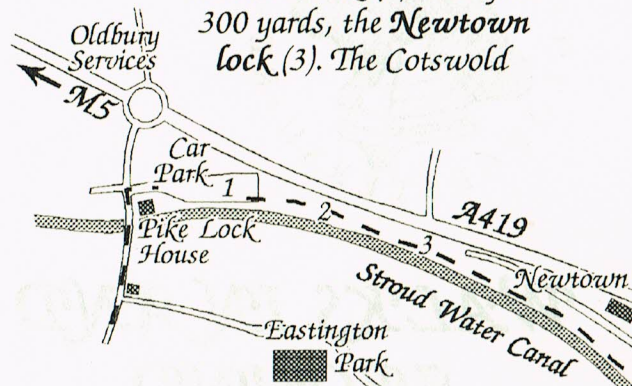 300 yards, the Newtown
lock (3). The Cotswold
Oldbury
Services
M5
Car
Park
1
2
A419
Pike Lock
House
3
Newtown
Stroud Water Canal
Eastington
Park